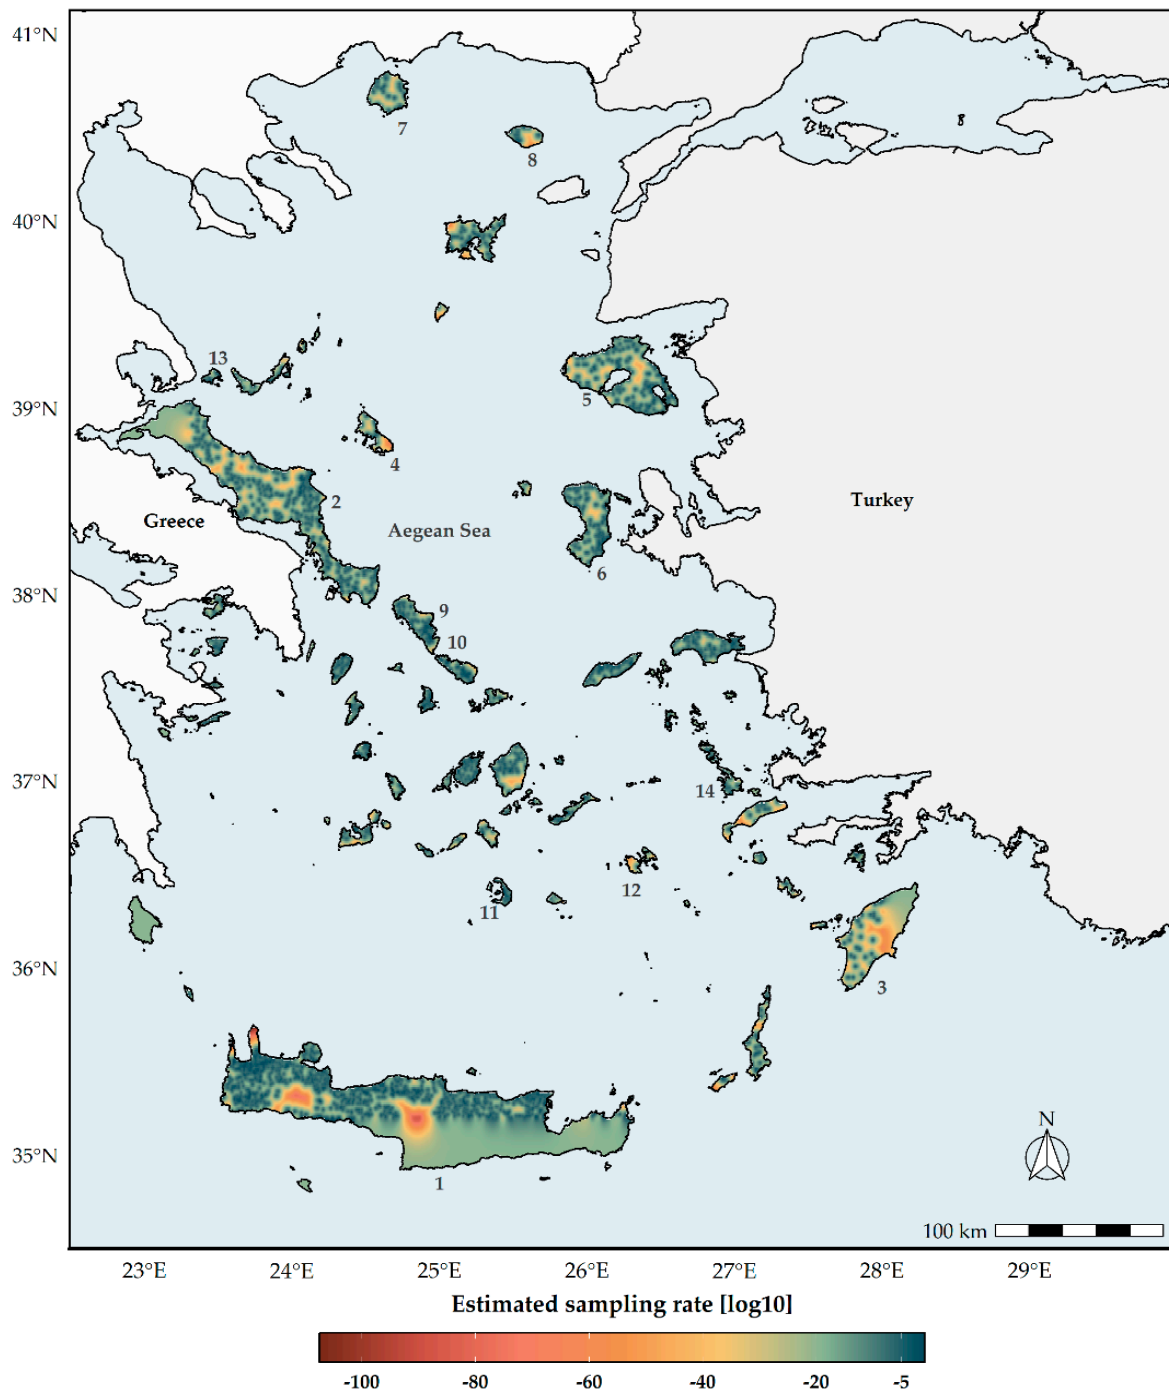 41°N
7
8
40°N
13
39°N
5
4
2
Greece
Aegean Sea
Turkey
6
38°N
9
10
37°N
14
12
11
36°N
3
N
35°N
1
100 km
23°E 24°E 25°E 26°E 27°E 28°E 29°E
Estimated sampling rate [log10]
-100 -80 -60 -40 -20 -5